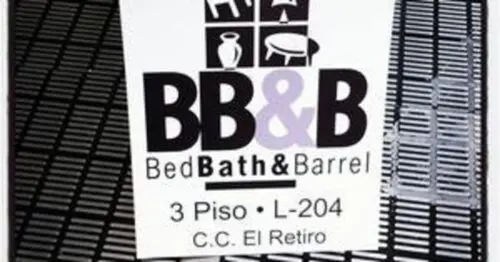 BB&B
BedBath&Barrel
3 Piso • L-204
C.C. El Retiro